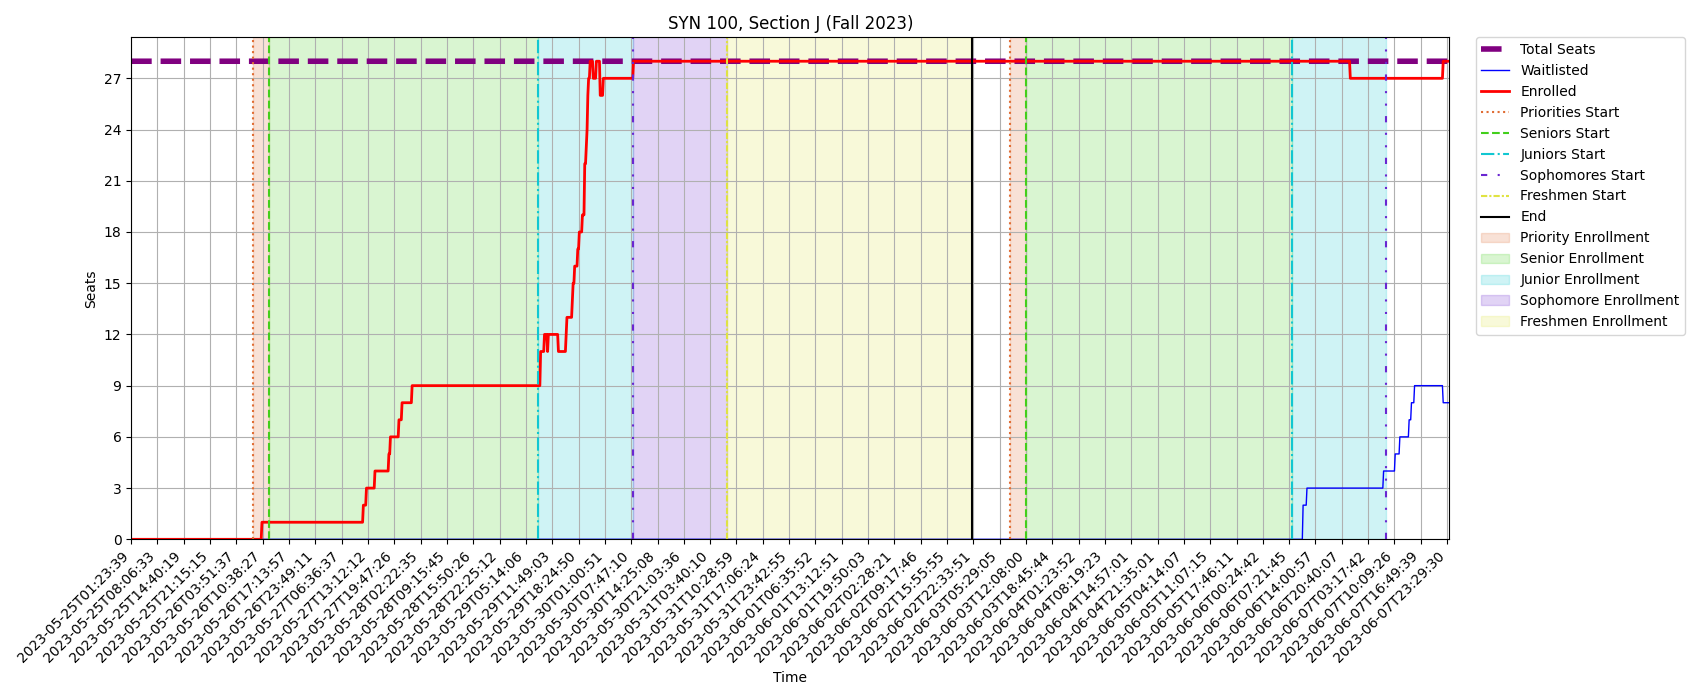 SYN 100, Section J (Fall 2023)
Seats
27
24
21
18
15
12
9
6
3
0
2023-05-25T01:23:39
2023-05-25T08:06:33
2023-05-25T14:40:19
2023-05-25T21:15:15
2023-05-26T03:51:37
2023-05-26T10:38:27
2023-05-26T17:13:57
2023-05-26T23:49:11
2023-05-27T06:36:37
2023-05-27T13:12:12
2023-05-27T19:47:26
2023-05-28T02:22:35
2023-05-28T09:15:45
2023-05-28T15:50:26
2023-05-28T22:25:12
2023-05-29T05:14:06
2023-05-29T11:49:03
2023-05-29T18:24:50
2023-05-30T01:00:51
2023-05-30T07:47:10
2023-05-30T14:25:08
2023-05-30T21:03:36
2023-05-31T03:40:10
2023-05-31T10:28:59
2023-05-31T17:06:24
2023-05-31T23:42:55
2023-06-01T06:35:52
2023-06-01T13:12:51
2023-06-01T19:50:03
2023-06-02T02:28:21
2023-06-02T09:17:46
2023-06-02T15:55:55
2023-06-02T22:33:51
2023-06-03T05:29:05
2023-06-03T12:08:00
2023-06-03T18:45:44
2023-06-04T01:23:52
2023-06-04T08:19:23
2023-06-04T14:57:01
2023-06-04T21:35:01
2023-06-05T04:14:07
2023-06-05T11:07:15
2023-06-05T17:46:11
2023-06-06T00:24:42
2023-06-06T07:21:45
2023-06-06T14:00:57
2023-06-06T20:40:07
2023-06-07T03:17:42
2023-06-07T10:09:26
2023-06-07T16:49:39
2023-06-07T23:29:30
Time
Total Seats
Waitlisted
Enrolled
Priorities Start
Seniors Start
Juniors Start
Sophomores Start
Freshmen Start
End
Priority Enrollment
Senior Enrollment
Junior Enrollment
Sophomore Enrollment
Freshmen Enrollment